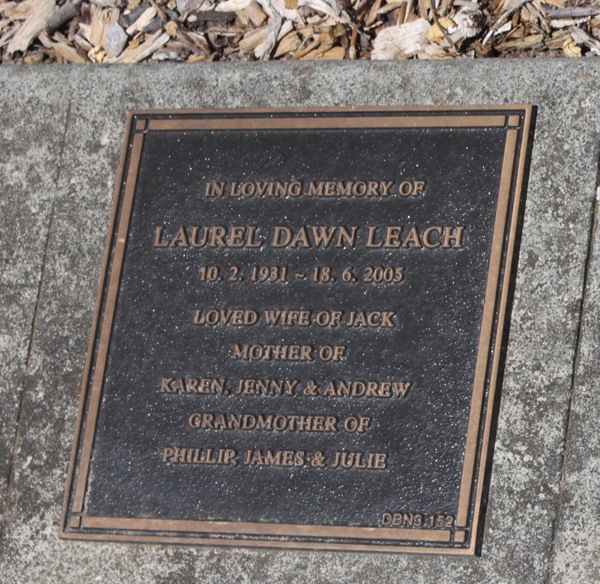 IN LOVING MEMORY OF
LAUREL DAWN LEACH
10. 2. 1931 ~ 18. 6. 2005
LOVED WIFE OF JACK
MOTHER OF
KAREN, JENNY & ANDREW
GRANDMOTHER OF
PHILLIP, JAMES & JULIE
DBNG 152